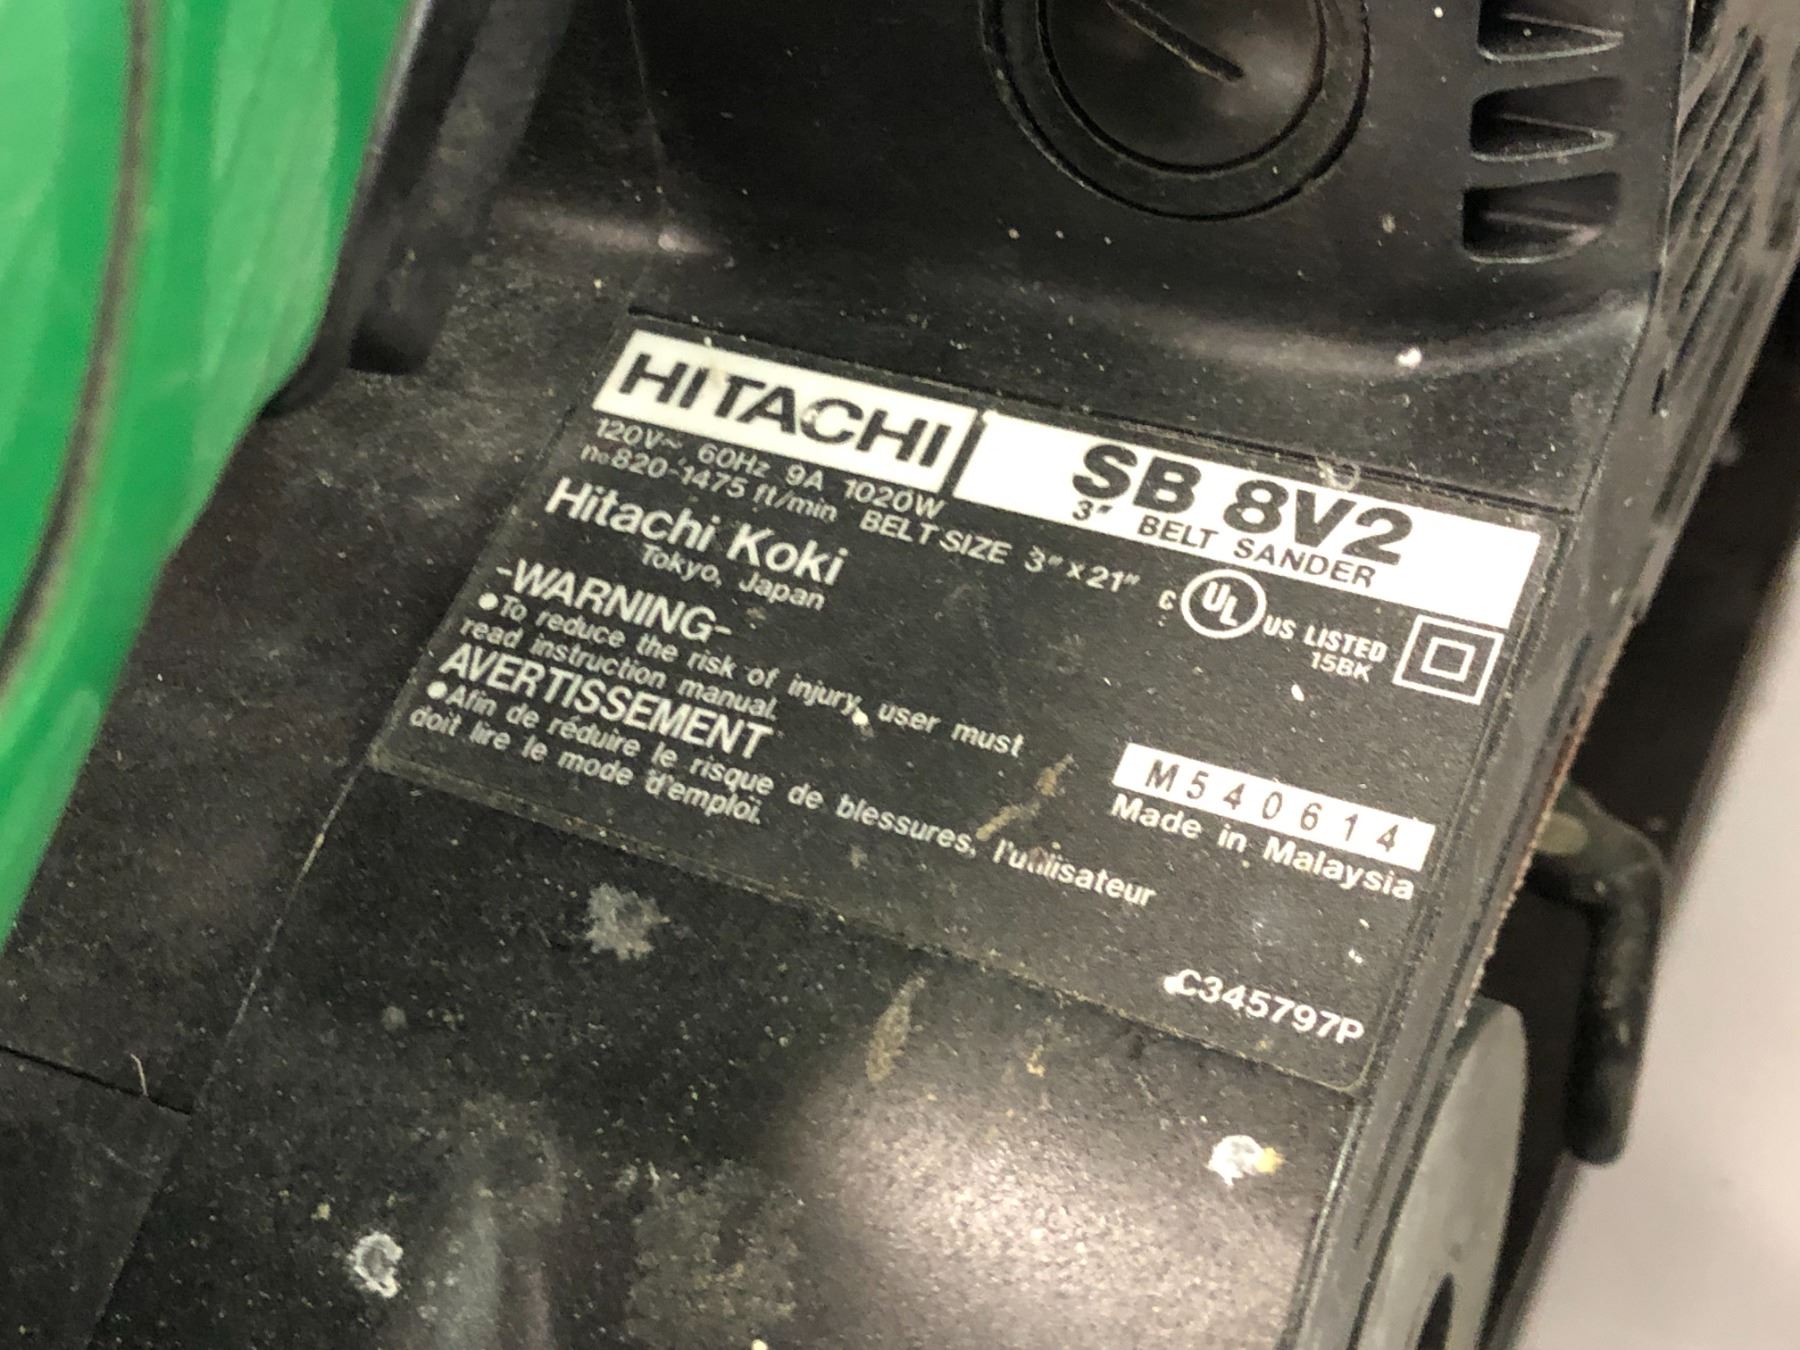 HITACHI SB 8V2
3" BELT SANDER
120V~ 60Hz 9A 1020W
no820-1475 ft/min BELT SIZE 3"×21"
Hitachi Koki
Tokyo, Japan
C UL US LISTED
15BK
-WARNING-
●To reduce the risk of injury, user must
read instruction manual.
AVERTISSEMENT
●Afin de réduire le risque de blessures, l'utilisateur
doit lire le mode d'emploi.
M540614
Made in Malaysia
C345797P